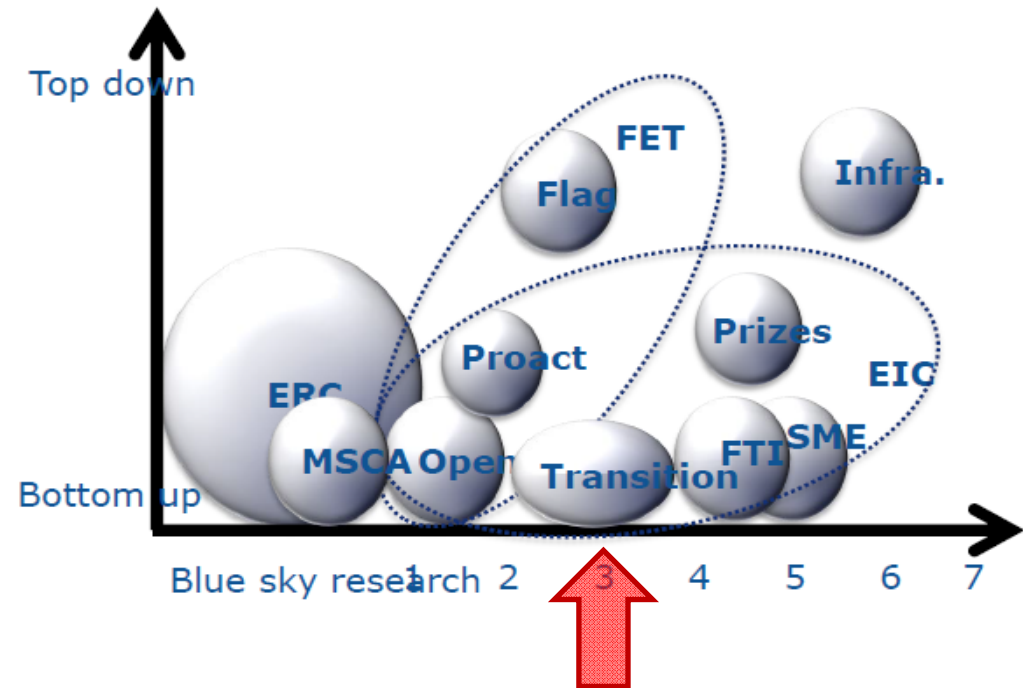 Top down
FET
Flag
Infra.
Prizes
Proact
EIC
ERC
SME
FTI
MSCA
Open
Transition
Bottom up
Blue sky research
1 2 3 4 5 6 7